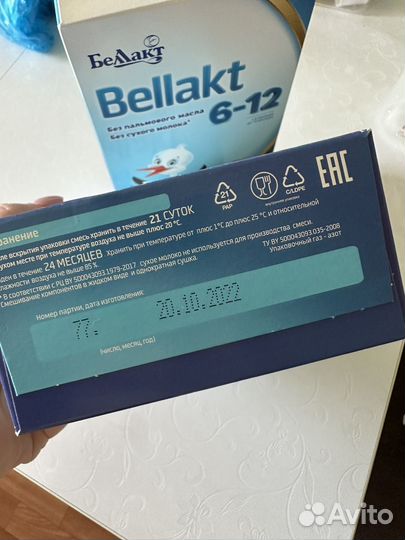 Беллакт
Bellakt
6-12
Без пальмового масла
Без сухого молока*
ранение
ле вскрытия упаковки смесь хранить в течение 21 СУТОК
ухом месте при температуре воздуха не выше плюс 20 °С.
ден в течение 24 МЕСЯЦЕВ хранить при температуре от плюс 1°С до плюс 25 °С и относительной
лажности воздуха не выше 85 %
* В соответствии с РЦ BY 500043093.1979-2017 сухое молоко не используется для производства смеси.
Смешивание компонентов в жидком виде и однократная сушка.
ТУ BY 500043093.035-2008
Упаковочный газ - азот
21
PAP
C/LDPE
EAC
Номер партии, дата изготовления:
77. 20.10.2022
(число, месяц, год)
Avito